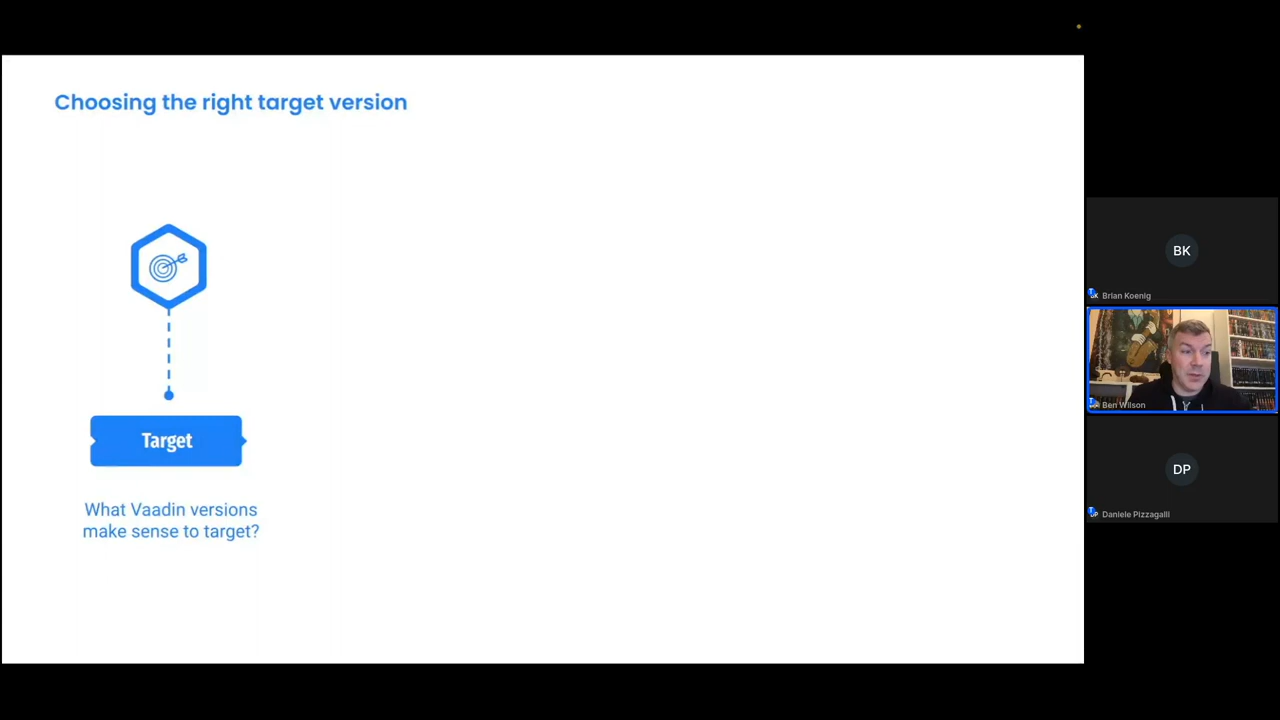 Choosing the right target version
Target
What Vaadin versions
make sense to target?
BK
Brian Koenig
Ben Wilson
DP
Daniele Pizzagalli